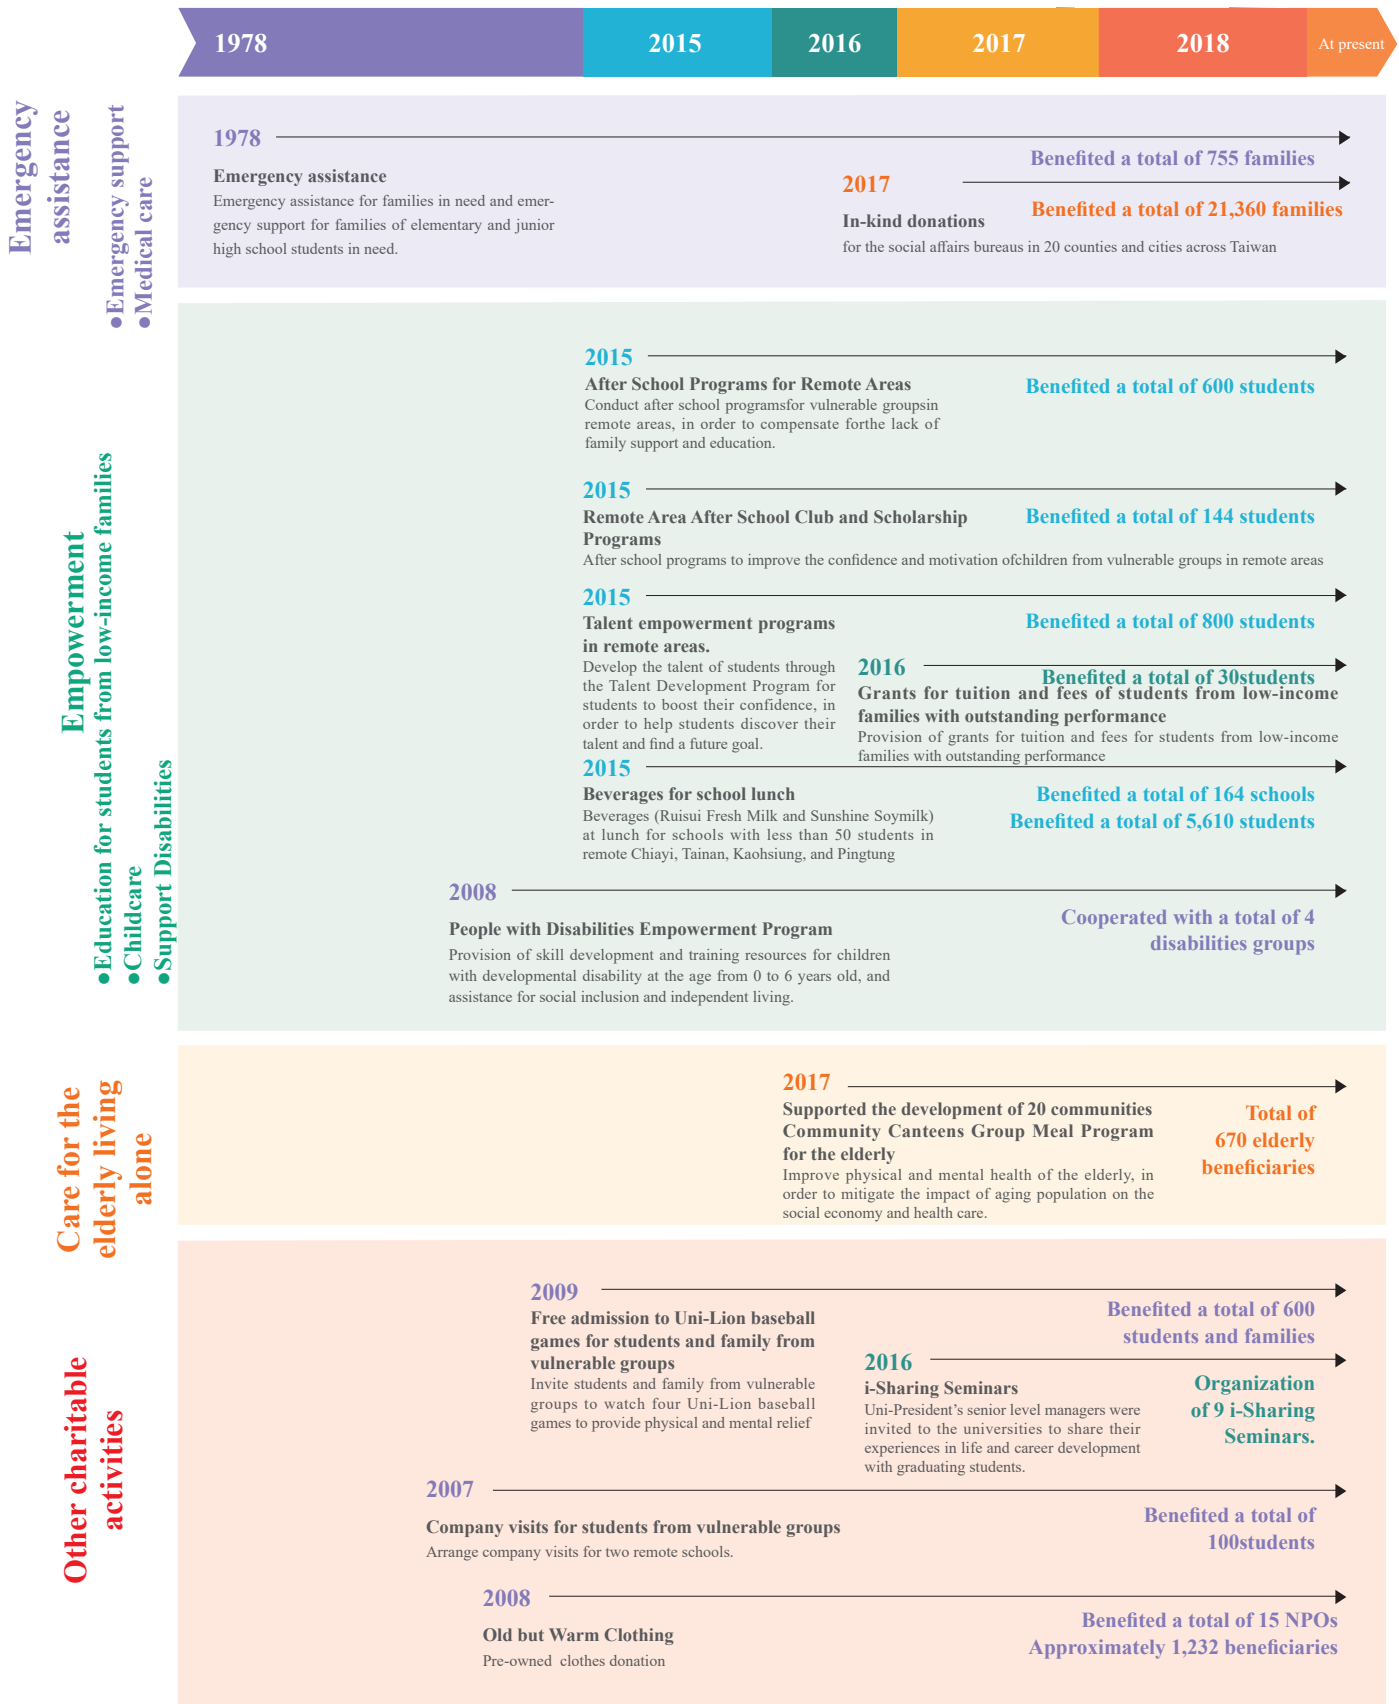 1978
2015
2016
2017
2018
At present
Emergency
assistance
●Emergency support
●Medical care
1978
Benefited a total of 755 families
Emergency assistance
Emergency assistance for families in need and emer-
gency support for families of elementary and junior
high school students in need.
2017
Benefited a total of 21,360 families
In-kind donations
for the social affairs bureaus in 20 counties and cities across Taiwan
Empowerment
●Education for students from low-income families
●Childcare
●Support Disabilities
2015
After School Programs for Remote Areas
Benefited a total of 600 students
Conduct after school programsfor vulnerable groupsin
remote areas, in order to compensate forthe lack of
family support and education.
2015
Remote Area After School Club and Scholarship
Programs
Benefited a total of 144 students
After school programs to improve the confidence and motivation ofchildren from vulnerable groups in remote areas
2015
Talent empowerment programs
in remote areas.
Benefited a total of 800 students
Develop the talent of students through
the Talent Development Program for
students to boost their confidence, in
order to help students discover their
talent and find a future goal.
2016
Benefited a total of 30students
Grants for tuition and fees of students from low-income
families with outstanding performance
Provision of grants for tuition and fees for students from low-income
families with outstanding performance
2015
Beverages for school lunch
Benefited a total of 164 schools
Benefited a total of 5,610 students
Beverages (Ruisui Fresh Milk and Sunshine Soymilk)
at lunch for schools with less than 50 students in
remote Chiayi, Tainan, Kaohsiung, and Pingtung
2008
Cooperated with a total of 4
disabilities groups
People with Disabilities Empowerment Program
Provision of skill development and training resources for children
with developmental disability at the age from 0 to 6 years old, and
assistance for social inclusion and independent living.
Care for the
elderly living
alone
2017
Supported the development of 20 communities
Community Canteens Group Meal Program
for the elderly
Total of
670 elderly
beneficiaries
Improve physical and mental health of the elderly, in
order to mitigate the impact of aging population on the
social economy and health care.
Other charitable
activities
2009
Free admission to Uni-Lion baseball
games for students and family from
vulnerable groups
Benefited a total of 600
students and families
Invite students and family from vulnerable
groups to watch four Uni-Lion baseball
games to provide physical and mental relief
2016
i-Sharing Seminars
Organization
of 9 i-Sharing
Seminars.
Uni-President’s senior level managers were
invited to the universities to share their
experiences in life and career development
with graduating students.
2007
Benefited a total of
100students
Company visits for students from vulnerable groups
Arrange company visits for two remote schools.
2008
Benefited a total of 15 NPOs
Approximately 1,232 beneficiaries
Old but Warm Clothing
Pre-owned clothes donation